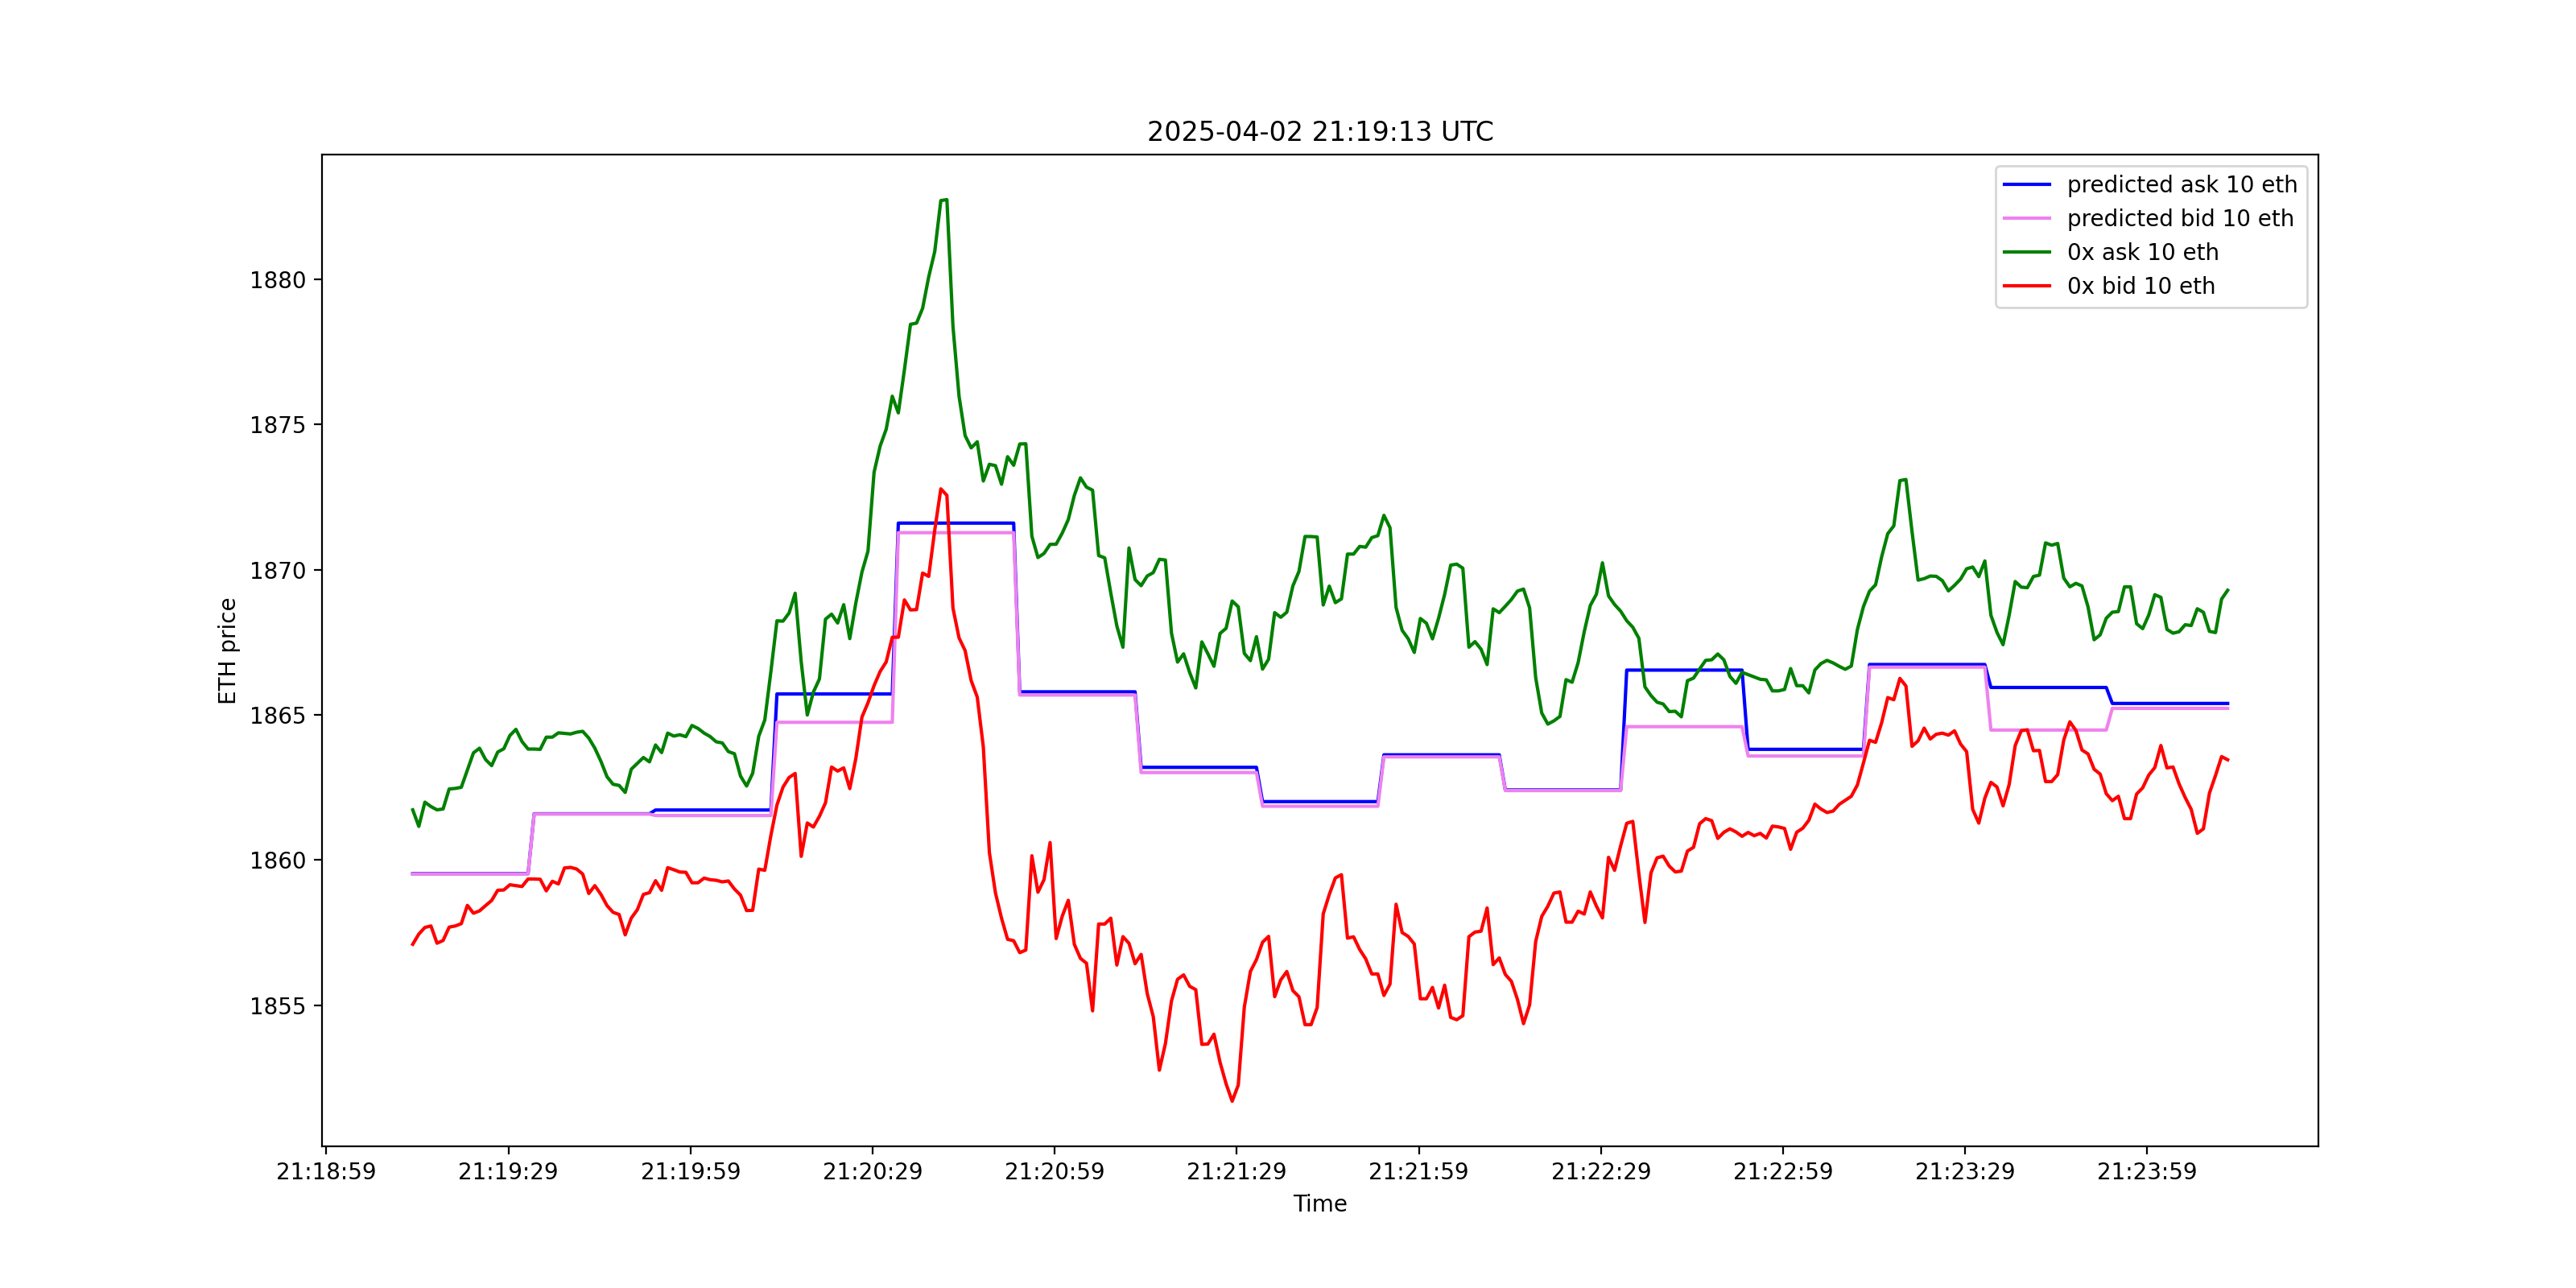 2025-04-02 21:19:13 UTC
predicted ask 10 eth
predicted bid 10 eth
0x ask 10 eth
0x bid 10 eth
ETH price
1880
1875
1870
1865
1860
1855
21:18:59 21:19:29 21:19:59 21:20:29 21:20:59 21:21:29 21:21:59 21:22:29 21:22:59 21:23:29 21:23:59
Time